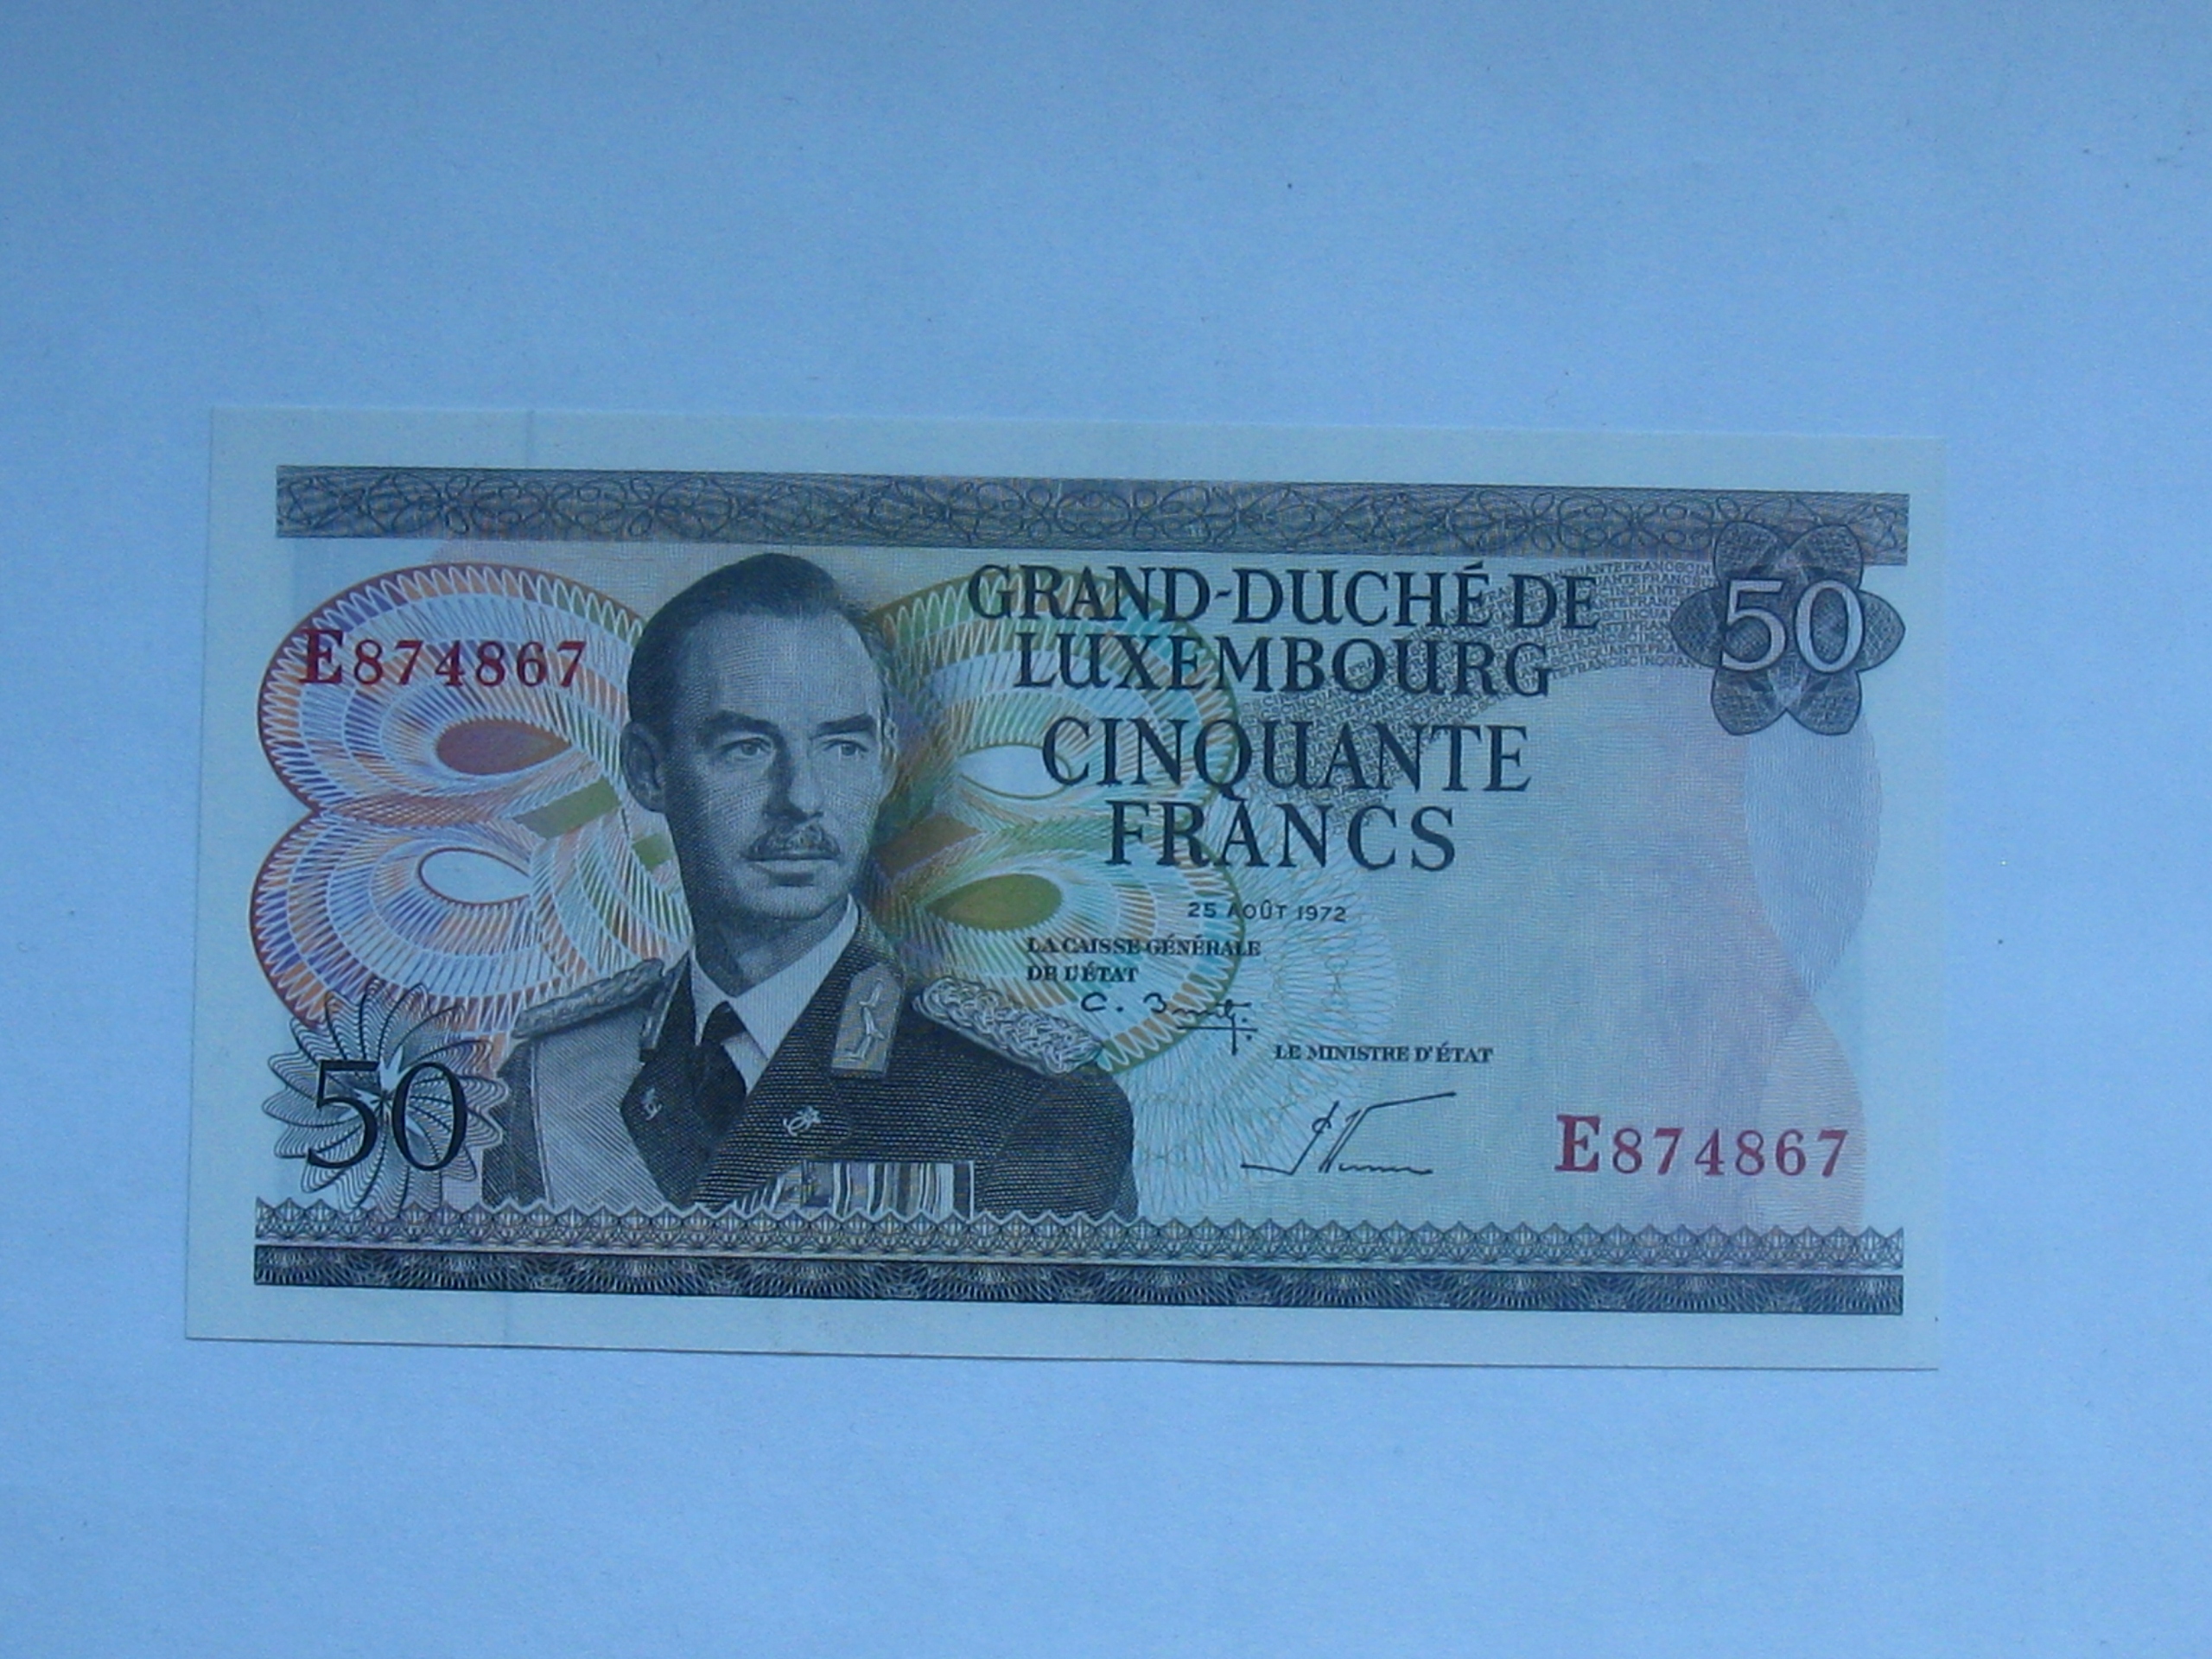 50
GRAND-DUCHÉ DE
LUXEMBOURG
E874867
CINQUANTE
FRANCS
25 AOÛT 1972
LA CAISSE GÉNÉRALE
DE L'ÉTAT
LE MINISTRE D'ÉTAT
50
E874867